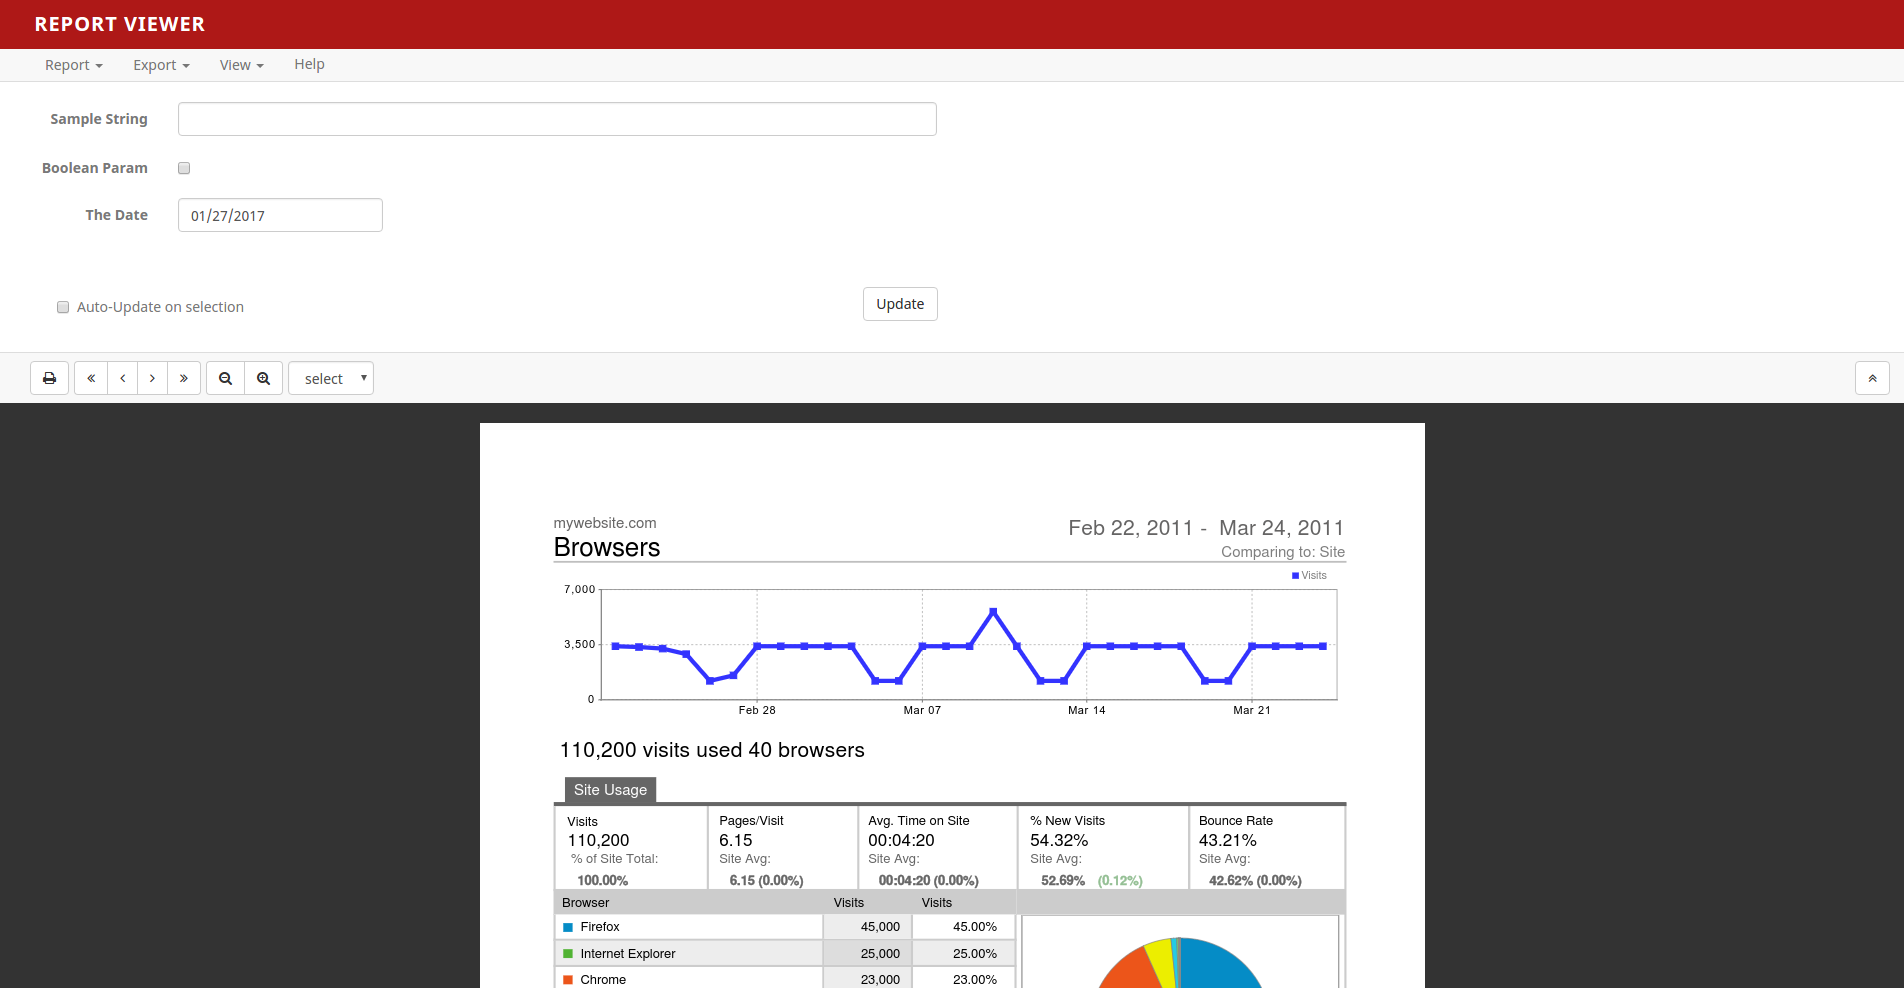 REPORT VIEWER
Report Export View Help
Sample String
Boolean Param
The Date 01/27/2017
Auto-Update on selection Update
select
mywebsite.com
Browsers
Feb 22, 2011 - Mar 24, 2011
Comparing to: Site
Visits
7,000
3,500
0
Feb 28 Mar 07 Mar 14 Mar 21
110,200 visits used 40 browsers
Site Usage
Visits Pages/Visit Avg. Time on Site % New Visits Bounce Rate
110,200 6.15 00:04:20 54.32% 43.21%
% of Site Total: Site Avg: Site Avg: Site Avg: Site Avg:
100.00% 6.15 (0.00%) 00:04:20 (0.00%) 52.69% (0.12%) 42.62% (0.00%)
Browser Visits Visits
Firefox 45,000 45.00%
Internet Explorer 25,000 25.00%
Chrome 23,000 23.00%